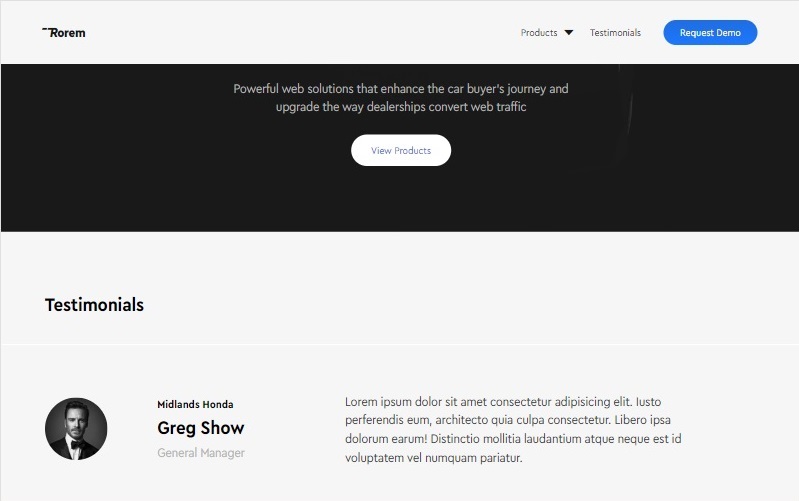 Rorem
Products
Testimonials
Request Demo
Powerful web solutions that enhance the car buyer's journey and
upgrade the way dealerships convert web traffic
View Products
Testimonials
Midlands Honda
Greg Show
General Manager
Lorem ipsum dolor sit amet consectetur adipisicing elit. Iusto
perferendis eum, architecto quia culpa consectetur. Libero ipsa
dolorum earum! Distinctio mollitia laudantium atque neque est id
voluptatem vel numquam pariatur.